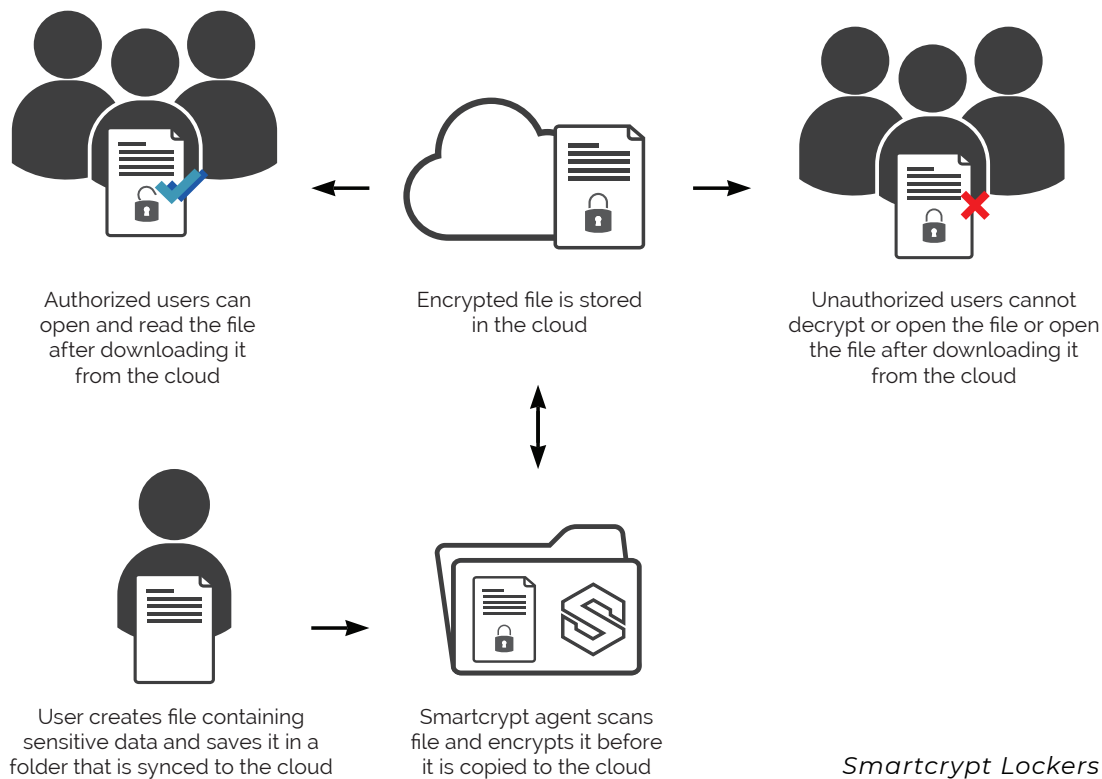 Authorized users can
open and read the file
after downloading it
from the cloud
Encrypted file is stored
in the cloud
Unauthorized users cannot
decrypt or open the file or open
the file after downloading it
from the cloud
User creates file containing
sensitive data and saves it in a
folder that is synced to the cloud
Smartcrypt agent scans
file and encrypts it before
it is copied to the cloud
Smartcrypt Lockers